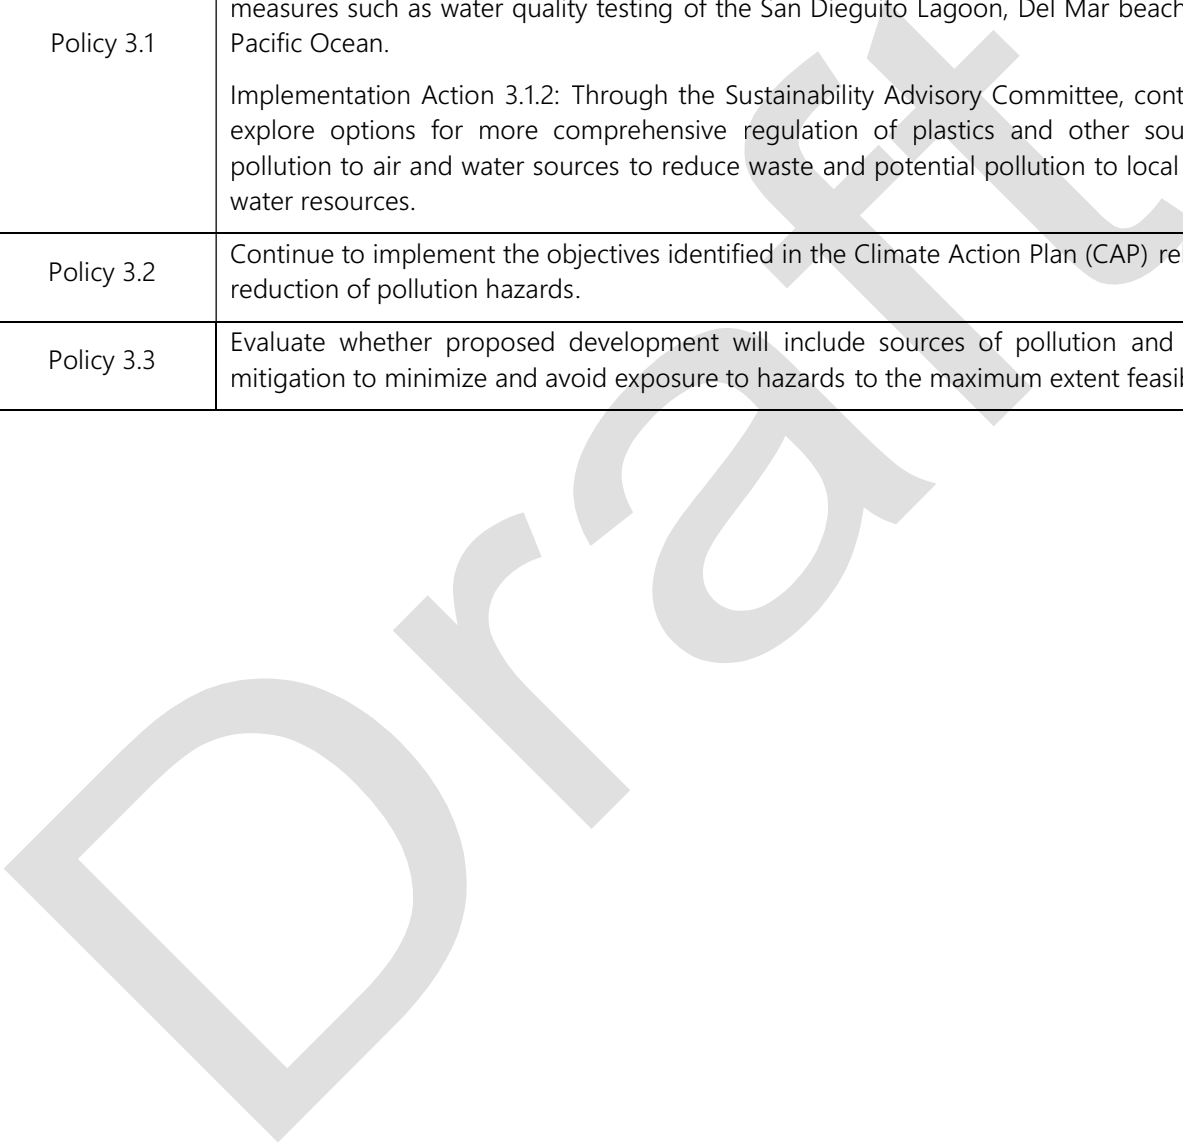 measures such as water quality testing of the San Dieguito Lagoon, Del Mar beach
Policy 3.1
Pacific Ocean.
Implementation Action 3.1.2: Through the Sustainability Advisory Committee, cont
explore options for more comprehensive regulation of plastics and other sou
pollution to air and water sources to reduce waste and potential pollution to local
water resources.
Policy 3.2
Continue to implement the objectives identified in the Climate Action Plan (CAP)
reduction of pollution hazards.
Policy 3.3
Evaluate whether proposed development will include sources of pollution and
mitigation to minimize and avoid exposure to hazards to the maximum extent feasib
Draft